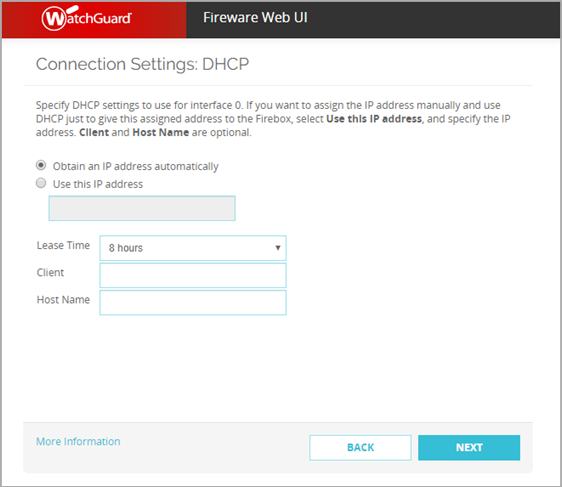 WatchGuard
Fireware Web UI
Connection Settings: DHCP
Specify DHCP settings to use for interface 0. If you want to assign the IP address manually and use
DHCP just to give this assigned address to the Firebox, select Use this IP address, and specify the IP
address. Client and Host Name are optional.
Obtain an IP address automatically
Use this IP address
Lease Time 8 hours
Client
Host Name
More Information
BACK
NEXT